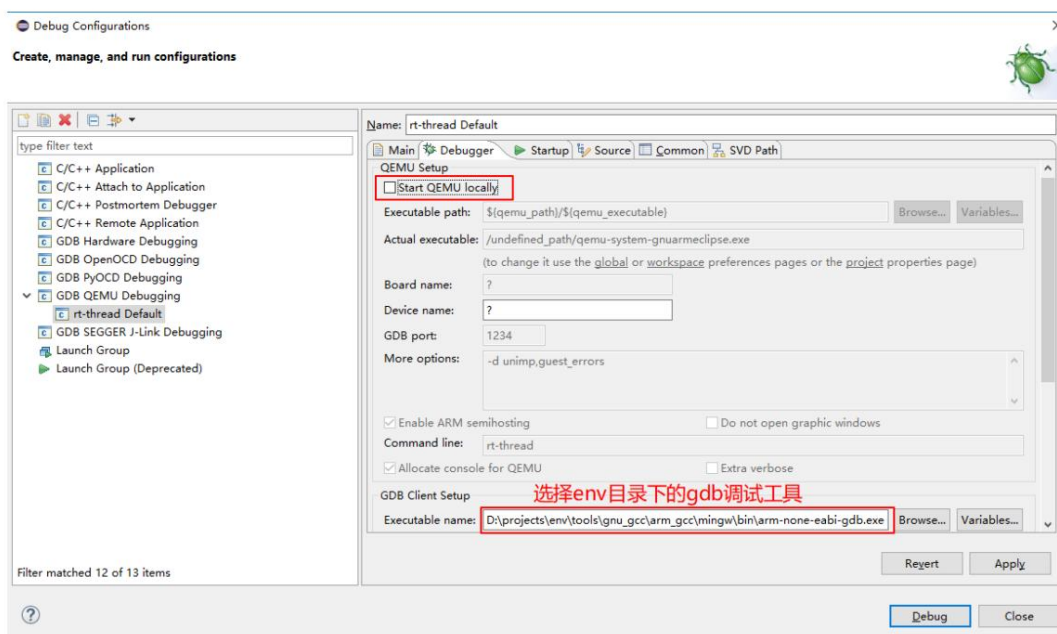 Debug Configurations
Create, manage, and run configurations
type filter text
C/C++ Application
C/C++ Attach to Application
C/C++ Postmortem Debugger
C/C++ Remote Application
GDB Hardware Debugging
GDB OpenOCD Debugging
GDB PyOCD Debugging
GDB QEMU Debugging
rt-thread Default
GDB SEGGER J-Link Debugging
Launch Group
Launch Group (Deprecated)
Filter matched 12 of 13 items
Name: rt-thread Default
Main Debugger Startup Source Common SVD Path
QEMU Setup
Start QEMU locally
Executable path: ${qemu_path}/${qemu_executable} Browse... Variables...
Actual executable: /undefined_path/qemu-system-gnuarmeclipse.exe
(to change it use the global or workspace preferences pages or the project properties page)
Board name: ?
Device name: ?
GDB port: 1234
More options: -d unimp,guest_errors
Enable ARM semihosting Do not open graphic windows
Command line: rt-thread
Allocate console for QEMU Extra verbose
GDB Client Setup 选择env目录下的gdb调试工具
Executable name: D:\projects\env\tools\gnu_gcc\arm_gcc\mingw\bin\arm-none-eabi-gdb.exe Browse... Variables...
Revert Apply
Debug Close